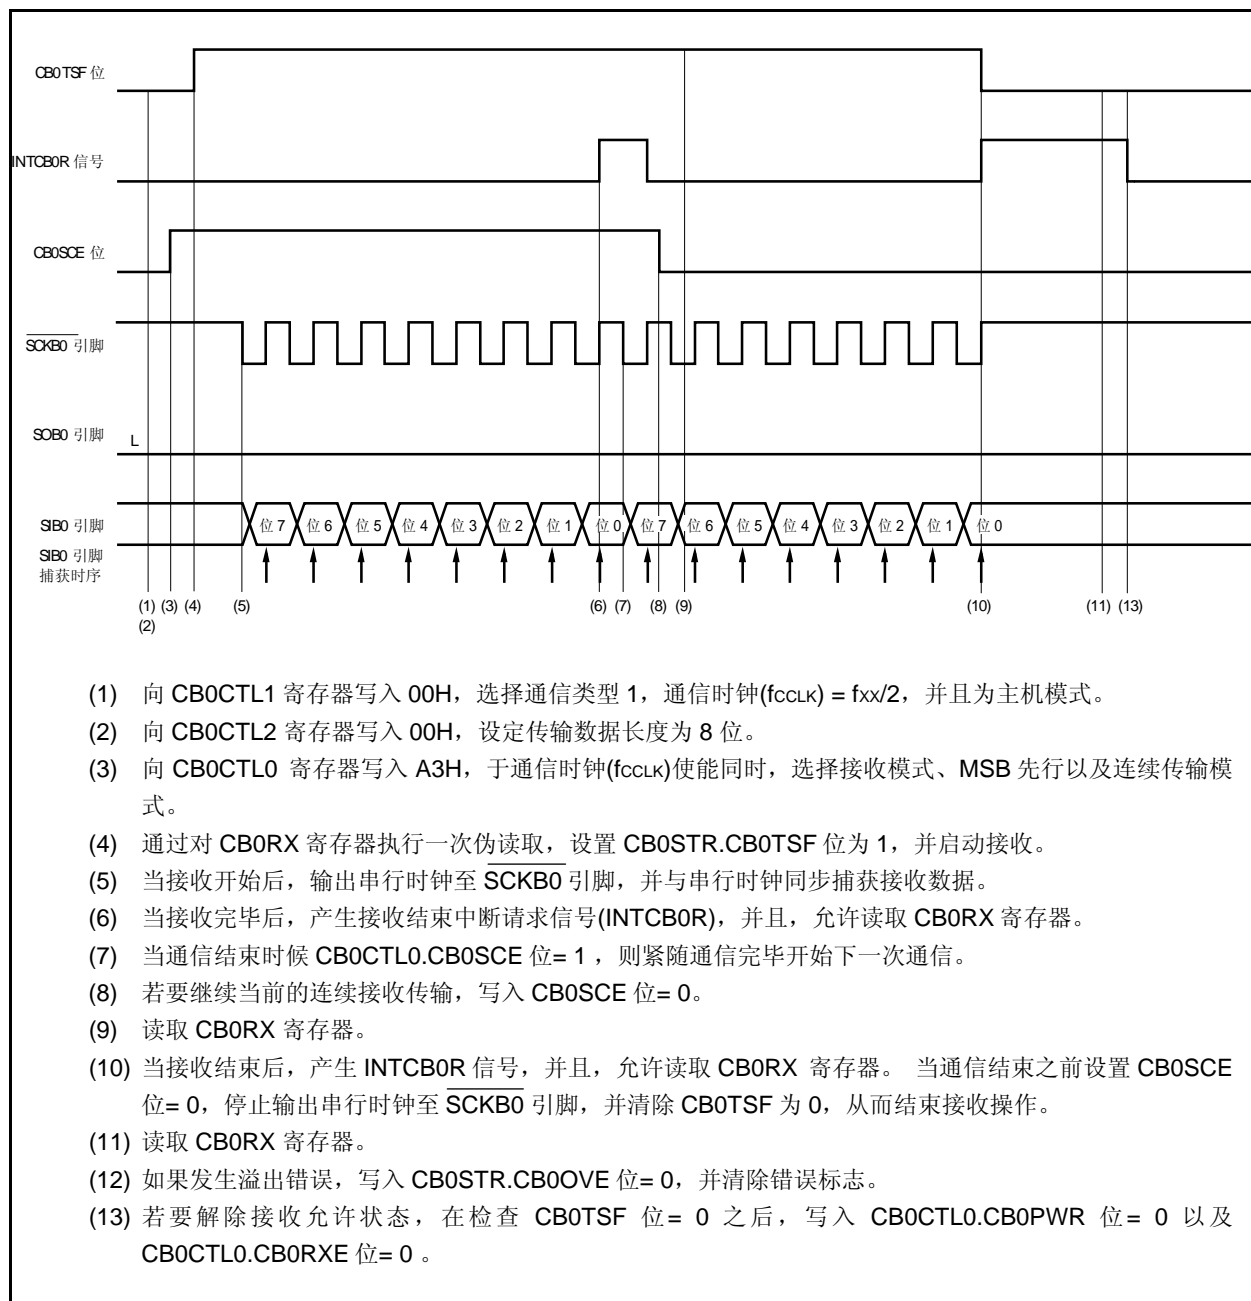 CB0TSF 位
INTCB0R 信号
CB0SCE 位
SCKB0 引脚
SOB0 引脚 L
SIB0 引脚 位 7 位 6 位 5 位 4 位 3 位 2 位 1 位 0 位 7 位 6 位 5 位 4 位 3 位 2 位 1 位 0
SIB0 引脚
捕获时序
(1) (3) (4) (5) (6) (7) (8) (9) (10) (11) (13)
(2)
(1) 向 CB0CTL1 寄存器写入 00H，选择通信类型 1，通信时钟(fCCLK) = fXX/2，并且为主机模式。
(2) 向 CB0CTL2 寄存器写入 00H，设定传输数据长度为 8 位。
(3) 向 CB0CTL0 寄存器写入 A3H，于通信时钟(fCCLK)使能同时，选择接收模式、MSB 先行以及连续传输模
式。
(4) 通过对 CB0RX 寄存器执行一次伪读取，设置 CB0STR.CB0TSF 位为 1，并启动接收。
(5) 当接收开始后，输出串行时钟至 SCKB0 引脚，并与串行时钟同步捕获接收数据。
(6) 当接收完毕后，产生接收结束中断请求信号(INTCB0R)，并且，允许读取 CB0RX 寄存器。
(7) 当通信结束时候 CB0CTL0.CB0SCE 位= 1 ，则紧随通信完毕开始下一次通信。
(8) 若要继续当前的连续接收传输，写入 CB0SCE 位= 0。
(9) 读取 CB0RX 寄存器。
(10) 当接收结束后，产生 INTCB0R 信号，并且，允许读取 CB0RX 寄存器。 当通信结束之前设置 CB0SCE
位= 0，停止输出串行时钟至 SCKB0 引脚，并清除 CB0TSF 为 0，从而结束接收操作。
(11) 读取 CB0RX 寄存器。
(12) 如果发生溢出错误，写入 CB0STR.CB0OVE 位= 0，并清除错误标志。
(13) 若要解除接收允许状态，在检查 CB0TSF 位= 0 之后，写入 CB0CTL0.CB0PWR 位= 0 以及
CB0CTL0.CB0RXE 位= 0 。